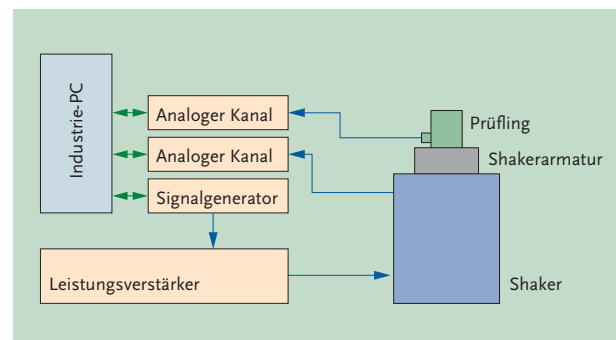 Industrie-PC
Analoger Kanal
Analoger Kanal
Signalgenerator
Leistungsverstärker
Prüfling
Shakerarmatur
Shaker